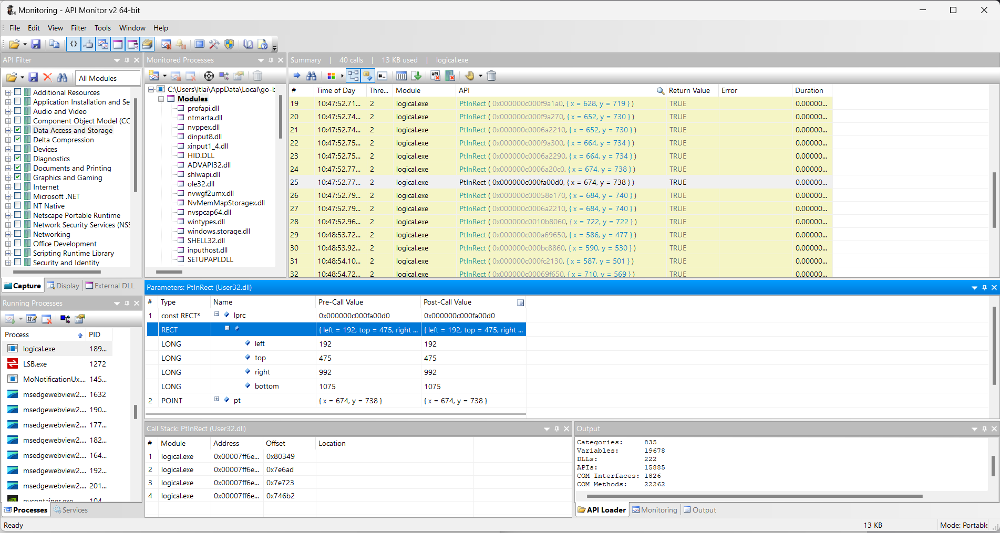 Monitoring - API Monitor v2 64-bit
File Edit View Filter Tools Window Help
API Filter
All Modules
Additional Resources
Application Installation and Se
Audio and Video
Component Object Model (CC
Data Access and Storage
Delta Compression
Devices
Diagnostics
Documents and Printing
Graphics and Gaming
Internet
Microsoft .NET
NT Native
Netscape Portable Runtime
Network Security Services (NSS
Networking
Office Development
Scripting Runtime Library
Security and Identity
Capture Display External DLL
Monitored Processes
C:\Users\ltlai\AppData\Local\go-b
Modules
profapi.dll
ntmarta.dll
nvppex.dll
dinput8.dll
xinput1_4.dll
HID.DLL
ADVAPI32.dll
shlwapi.dll
ole32.dll
nvwgf2umx.dll
NvMemMapStoragex.dll
nvspcap64.dll
wintypes.dll
windows.storage.dll
SHELL32.dll
inputhost.dll
SETUPAPI.DLL
Summary | 40 calls | 13 KB used | logical.exe
# Time of Day Thre... Module API Return Value Error Duration
19 10:47:52.71... 2 logical.exe PtInRect ( 0x000000c000f9a1a0, { x = 628, y = 719 } ) TRUE 0.00000...
20 10:47:52.74... 2 logical.exe PtInRect ( 0x000000c000f9a270, { x = 652, y = 730 } ) TRUE 0.00000...
21 10:47:52.74... 2 logical.exe PtInRect ( 0x000000c0006a2210, { x = 652, y = 730 } ) TRUE 0.00000...
22 10:47:52.75... 2 logical.exe PtInRect ( 0x000000c000f9a300, { x = 664, y = 734 } ) TRUE 0.00000...
23 10:47:52.75... 2 logical.exe PtInRect ( 0x000000c0006a2290, { x = 664, y = 734 } ) TRUE 0.00000...
24 10:47:52.77... 2 logical.exe PtInRect ( 0x000000c0006a20c0, { x = 674, y = 738 } ) TRUE 0.00000...
25 10:47:52.77... 2 logical.exe PtInRect ( 0x000000c000fa00d0, { x = 674, y = 738 } ) TRUE 0.00000...
26 10:47:52.79... 2 logical.exe PtInRect ( 0x000000c00058e170, { x = 684, y = 740 } ) TRUE 0.00000...
27 10:47:52.79... 2 logical.exe PtInRect ( 0x000000c0006a2210, { x = 684, y = 740 } ) TRUE 0.00000...
28 10:47:52.96... 2 logical.exe PtInRect ( 0x000000c0010b8060, { x = 722, y = 722 } ) TRUE 0.00000...
29 10:48:53.72... 2 logical.exe PtInRect ( 0x000000c000a69650, { x = 586, y = 477 } ) TRUE 0.00000...
30 10:48:53.92... 2 logical.exe PtInRect ( 0x000000c000bc8860, { x = 590, y = 530 } ) TRUE 0.00000...
31 10:48:54.10... 2 logical.exe PtInRect ( 0x000000c000fc2130, { x = 587, y = 501 } ) TRUE 0.00000...
32 10:48:54.72... 2 logical.exe PtInRect ( 0x000000c00069f650, { x = 710, y = 569 } ) TRUE 0.00000...
Parameters: PtInRect (User32.dll)
# Type Name Pre-Call Value Post-Call Value
1 const RECT* lprc 0x000000c000fa00d0 0x000000c000fa00d0
RECT { left = 192, top = 475, right ... { left = 192, top = 475, right ...
LONG left 192 192
LONG top 475 475
LONG right 992 992
LONG bottom 1075 1075
2 POINT pt { x = 674, y = 738 } { x = 674, y = 738 }
Running Processes
Process PID
logical.exe 189...
LSB.exe 1272
MoNotificationUx.... 145...
msedgewebview2.... 1632
msedgewebview2.... 190...
msedgewebview2.... 177...
msedgewebview2.... 182...
msedgewebview2.... 164...
msedgewebview2.... 192...
msedgewebview2.... 201...
nvcontainer.exe 104
Processes Services
Call Stack: PtInRect (User32.dll)
# Module Address Offset Location
1 logical.exe 0x00007ff6e... 0x80349
2 logical.exe 0x00007ff6e... 0x7e6ad
3 logical.exe 0x00007ff6e... 0x7e723
4 logical.exe 0x00007ff6e... 0x746b2
Output
Categories: 835
Variables: 19678
DLLs: 222
APIs: 15885
COM Interfaces: 1826
COM Methods: 22262
API Loader Monitoring Output
Ready 13 KB Mode: Portable